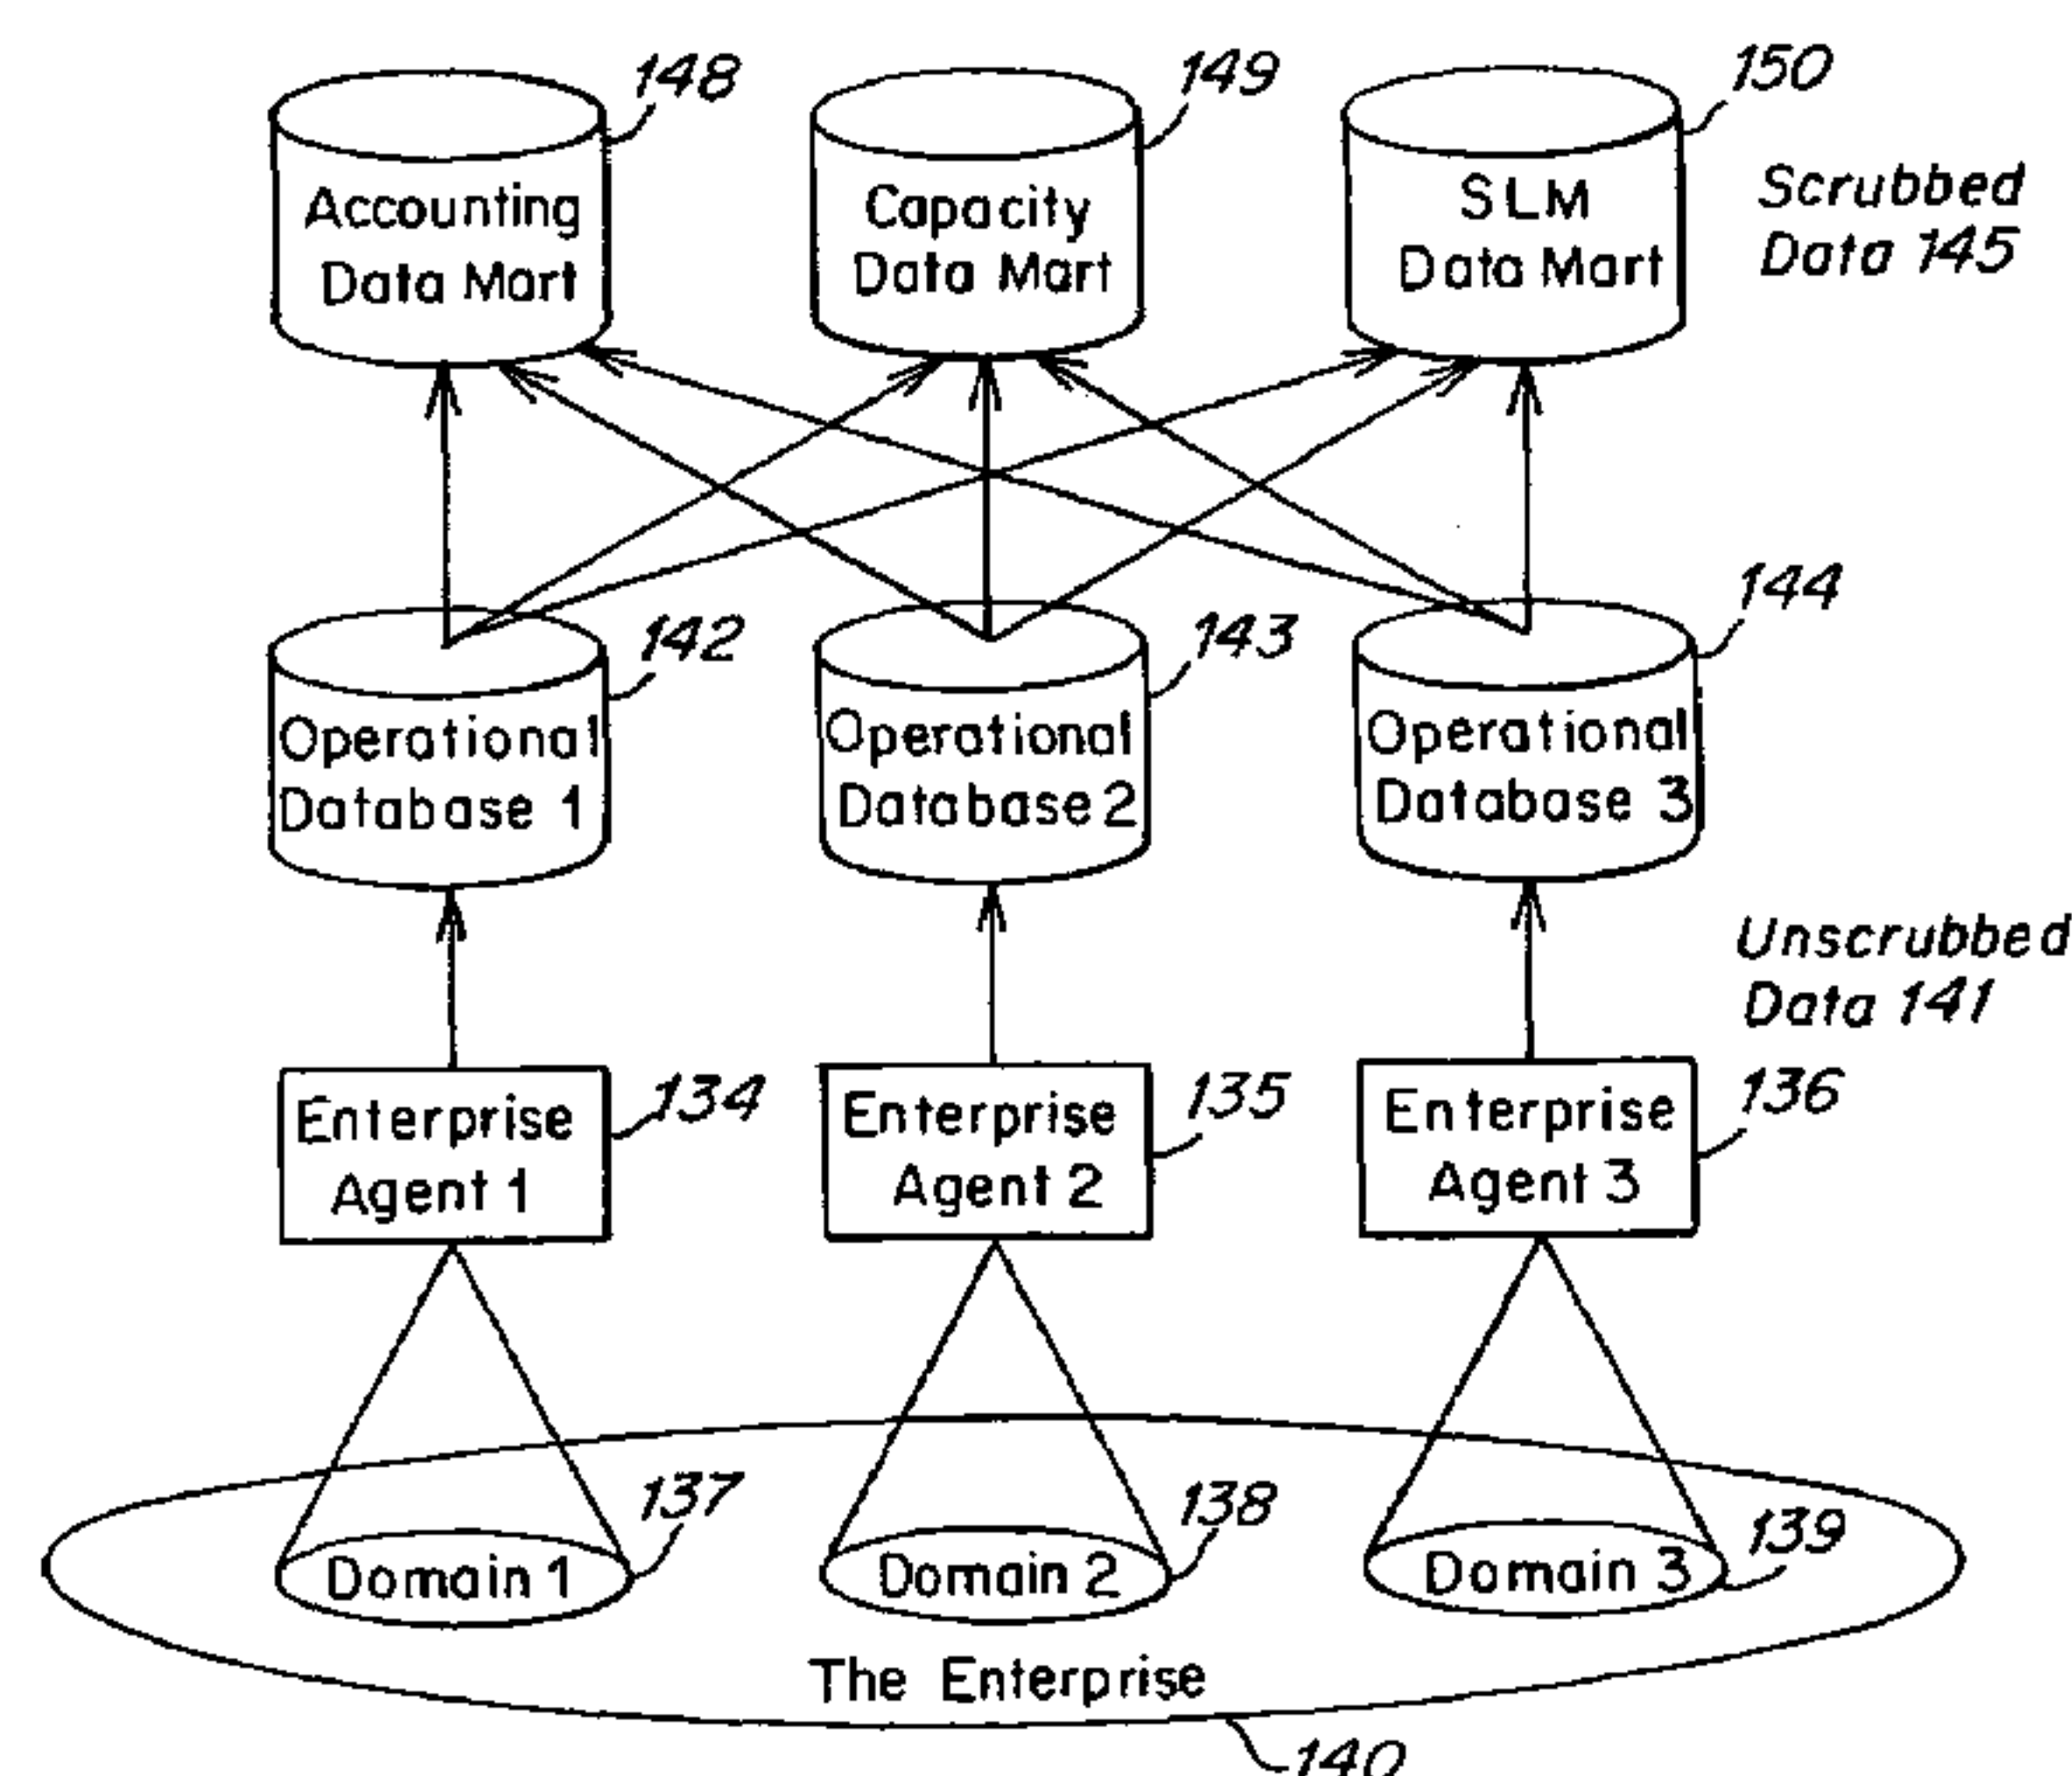 148
149
150
Accounting
Data Mart
Capacity
Data Mart
SLM
Data Mart
Scrubbed
Data 145
142
143
144
Operational
Database 1
Operational
Database 2
Operational
Database 3
Unscrubbed
Data 141
134
135
136
Enterprise
Agent 1
Enterprise
Agent 2
Enterprise
Agent 3
137
138
139
Domain 1
Domain 2
Domain 3
The Enterprise
140